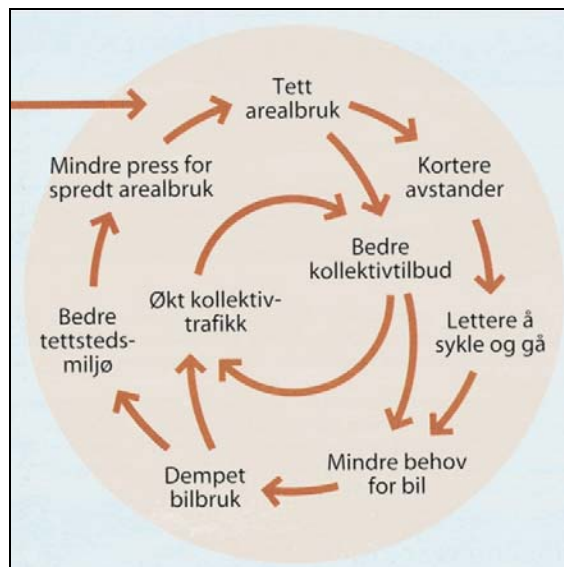 Tett
arealbruk
Kortere
avstander
Mindre press for
spredt arealbruk
Bedre
kollektivtilbud
Økt kollektiv-
trafikk
Bedre
tettsteds-
miljø
Lettere å
sykle og gå
Mindre behov
for bil
Dempet
bilbruk